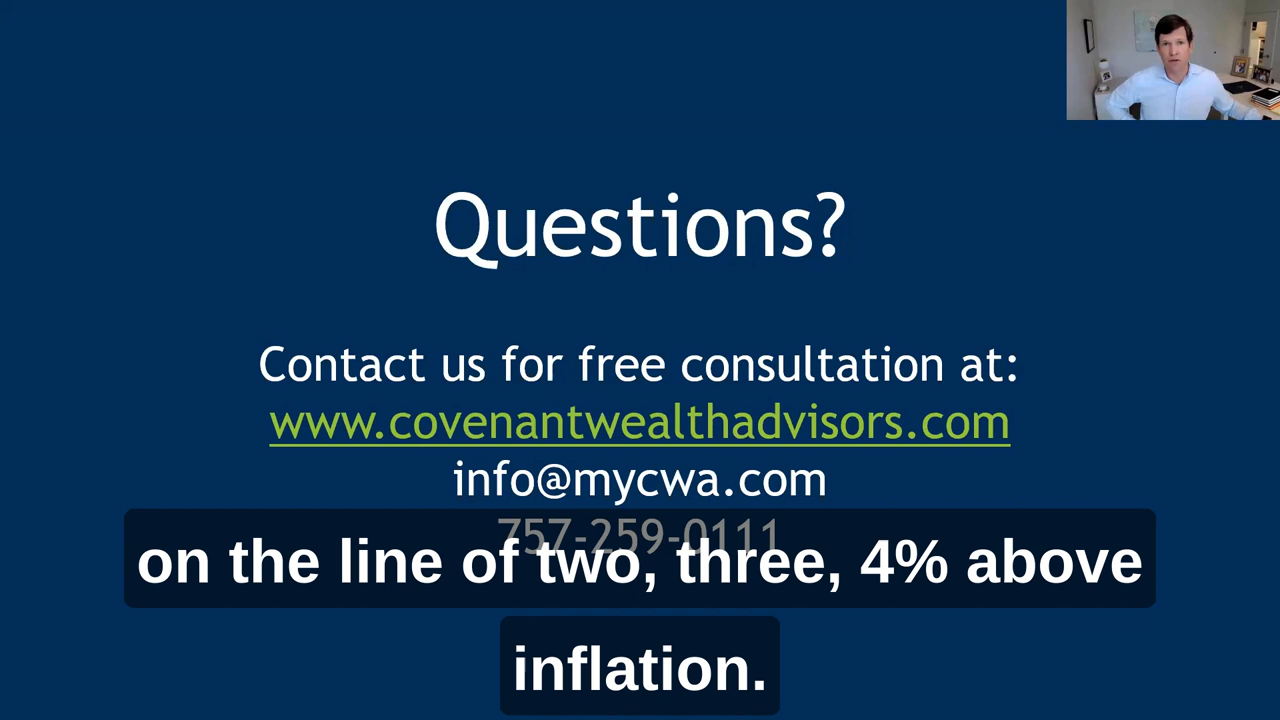 Questions?
Contact us for free consultation at:
www.covenantwealthadvisors.com
info@mycwa.com
757-259-0111
on the line of two, three, 4% above
inflation.